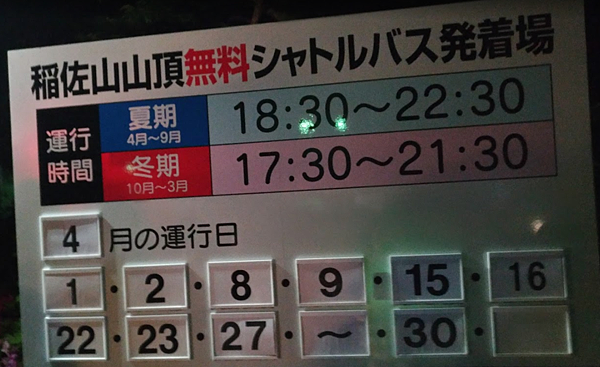 稲佐山山頂無料シャトルバス発着場
運行時間
夏期 4月～9月 18:30～22:30
冬期 10月～3月 17:30～21:30
4月の運行日
1・2・8・9・15・16
22・23・27・～・30・